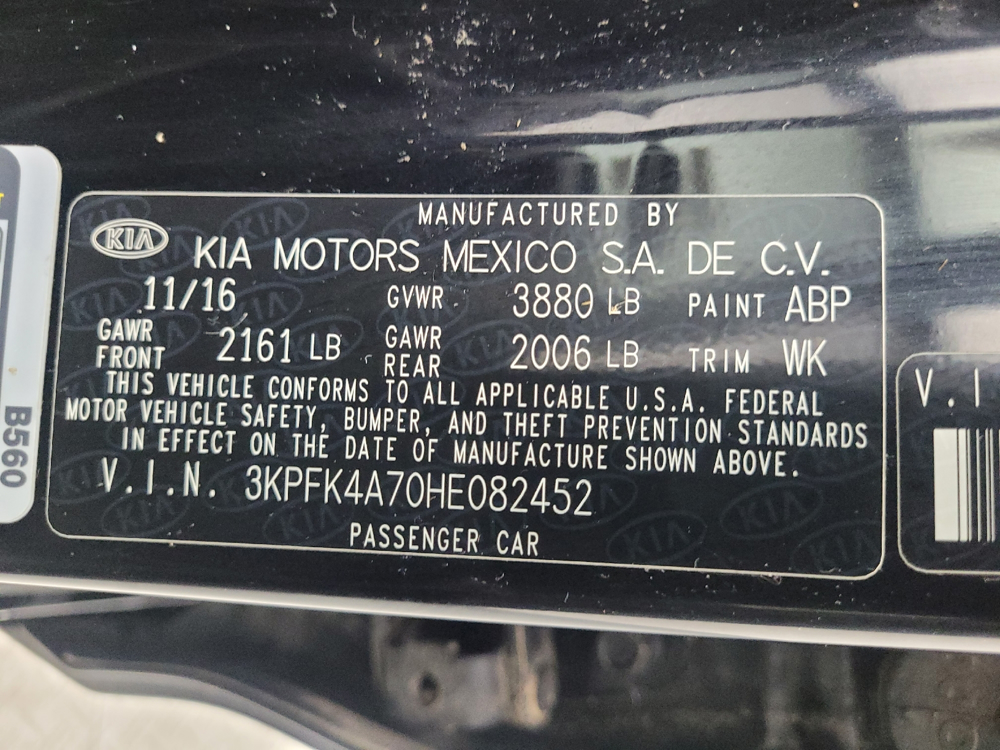 MANUFACTURED BY
KIA
KIA MOTORS MEXICO S.A. DE C.V.
11/16 GVWR 3880 LB PAINT ABP
GAWR FRONT 2161 LB GAWR REAR 2006 LB TRIM WK
THIS VEHICLE CONFORMS TO ALL APPLICABLE U.S.A. FEDERAL
MOTOR VEHICLE SAFETY, BUMPER, AND THEFT PREVENTION STANDARDS
IN EFFECT ON THE DATE OF MANUFACTURE SHOWN ABOVE.
V.I.N. 3KPFK4A70HE082452
PASSENGER CAR
B560
V.I